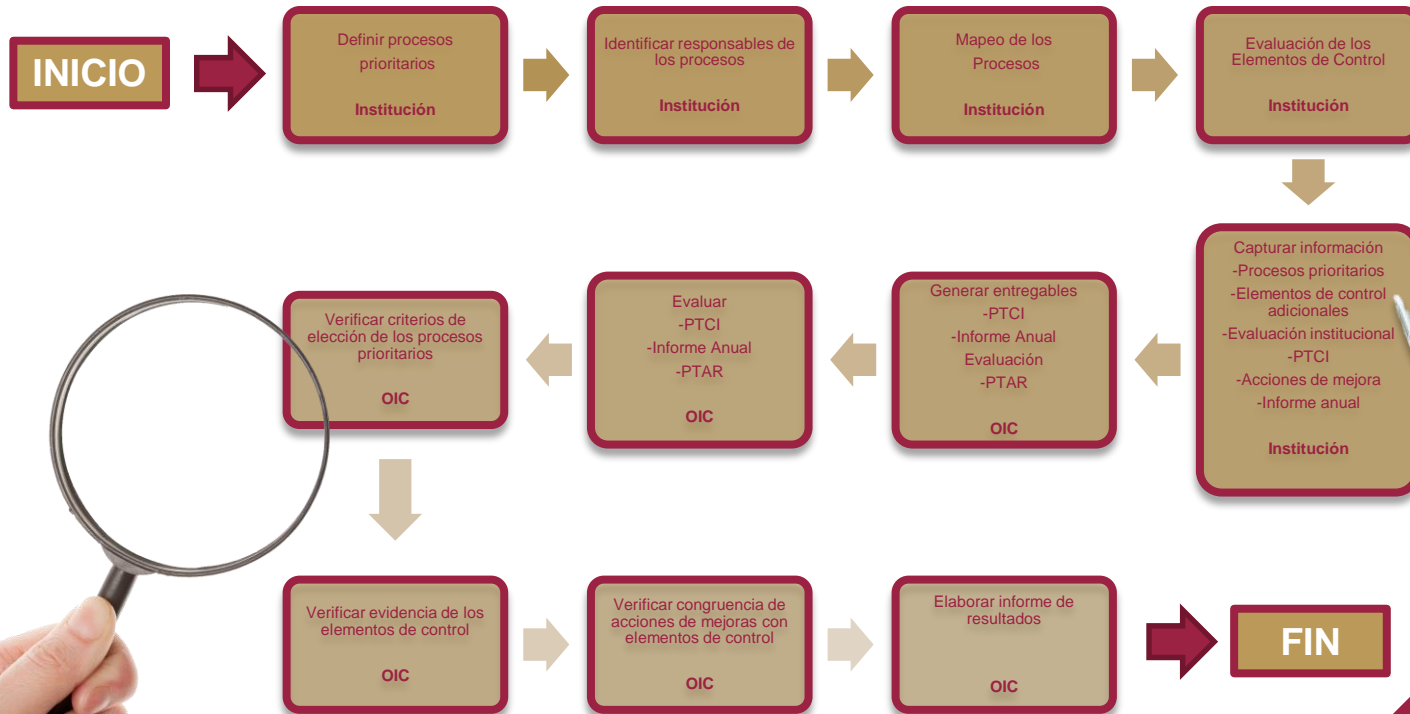 INICIO
Definir procesos
prioritarios
Institución
Identificar responsables de
los procesos
Institución
Mapeo de los
Procesos
Institución
Evaluación de los
Elementos de Control
Institución
Capturar información
-Procesos prioritarios
-Elementos de control
adicionales
-Evaluación institucional
-PTCI
-Acciones de mejora
-Informe anual
Institución
Generar entregables
-PTCI
-Informe Anual
Evaluación
-PTAR
OIC
Evaluar
-PTCI
-Informe Anual
-PTAR
OIC
Verificar criterios de
elección de los procesos
prioritarios
OIC
Verificar evidencia de los
elementos de control
OIC
Verificar congruencia de
acciones de mejoras con
elementos de control
OIC
Elaborar informe de
resultados
OIC
FIN